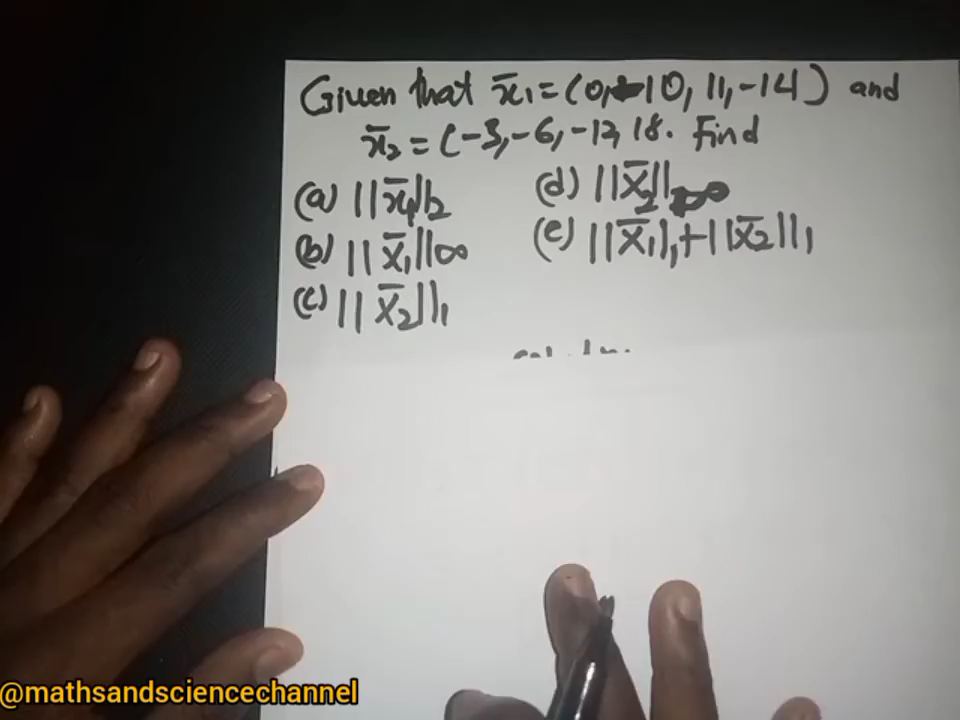 Given that x̄₁ = (0, -10, 11, -14) and
x̄₂ = (-3, -6, -12, 18. Find
(a) ||x̄₁||₂
(d) ||x̄₂||∞
(b) ||x̄₁||∞
(e) ||x̄₁||₁ + ||x̄₂||₁
(c) ||x̄₂||₁
@mathsandsciencechannel